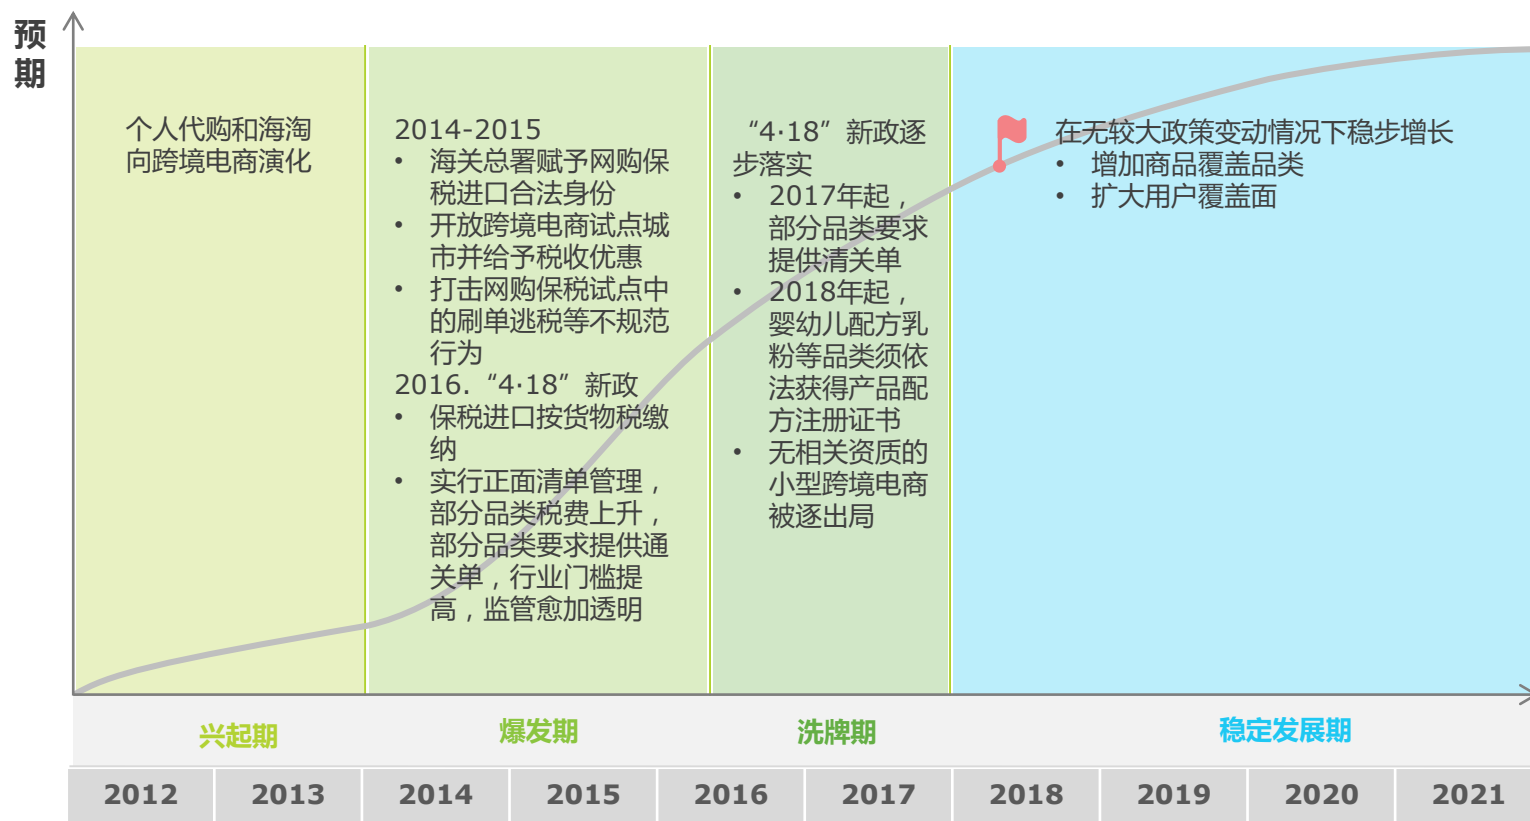 预
期
个人代购和海淘
向跨境电商演化
2014-2015
• 海关总署赋予网购保
税进口合法身份
• 开放跨境电商试点城
市并给予税收优惠
• 打击网购保税试点中
的刷单逃税等不规范
行为
2016.“4·18”新政
• 保税进口按货物税缴
纳
• 实行正面清单管理，
部分品类税费上升，
部分品类要求提供通
关单，行业门槛提
高，监管愈加透明
“4·18”新政逐
步落实
• 2017年起，
部分品类要求
提供清关单
• 2018年起，
婴幼儿配方乳
粉等品类须依
法获得产品配
方注册证书
• 无相关资质的
小型跨境电商
被逐出局
在无较大政策变动情况下稳步增长
• 增加商品覆盖品类
• 扩大用户覆盖面
兴起期 爆发期 洗牌期 稳定发展期
2012 2013 2014 2015 2016 2017 2018 2019 2020 2021